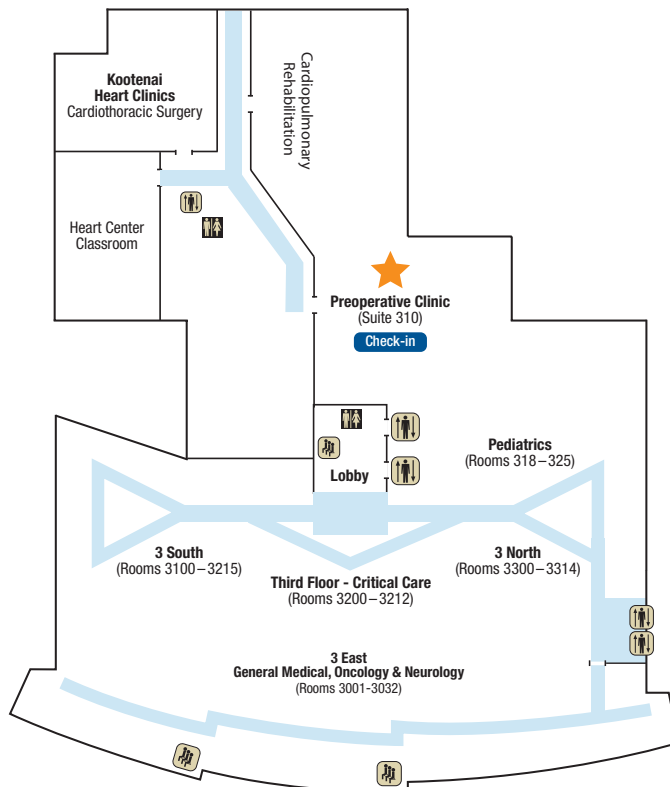 Kootenai
Heart Clinics
Cardiothoracic Surgery
Cardiopulmonary
Rehabilitation
Heart Center
Classroom
Preoperative Clinic
(Suite 310)
Check-in
Lobby
Pediatrics
(Rooms 318–325)
3 South
(Rooms 3100–3215)
Third Floor - Critical Care
(Rooms 3200–3212)
3 North
(Rooms 3300–3314)
3 East
General Medical, Oncology & Neurology
(Rooms 3001-3032)